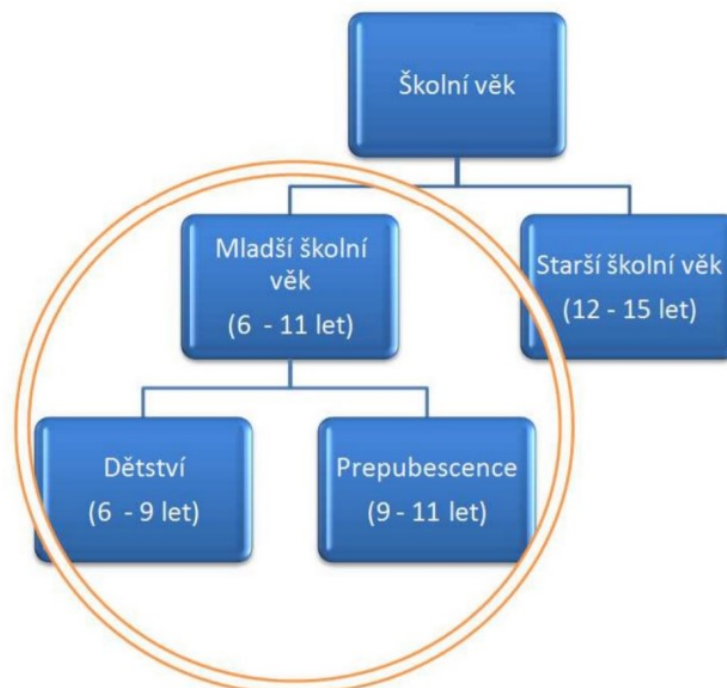 Školní věk
Mladší školní
věk
(6 - 11 let)
Starší školní věk
(12 - 15 let)
Dětství
(6 - 9 let)
Prepubescence
(9 - 11 let)